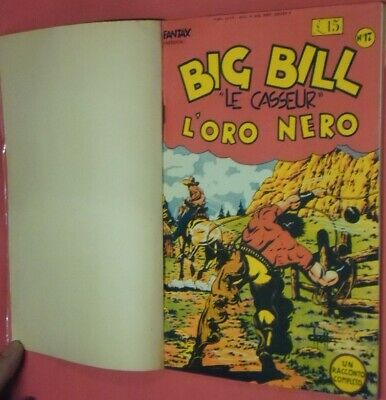 FANTAX
£ 15
N° 17
BIG BILL
"LE CASSEUR"
L'ORO NERO
UN
RACCONTO
COMPLETO